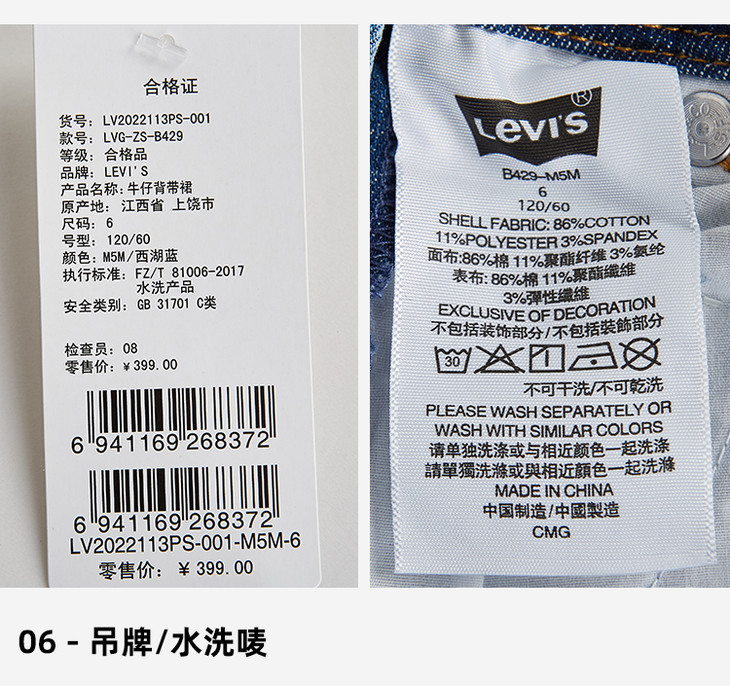 合格证
货号: LV2022113PS-001
款号: LVG-ZS-B429
等级: 合格品
品牌: LEVI'S
产品名称: 牛仔背带裙
原产地: 江西省 上饶市
尺码: 6
号型: 120/60
颜色: M5M/西湖蓝
执行标准: FZ/T 81006-2017
水洗产品
安全类别: GB 31701 C类
检查员: 08
零售价: ¥399.00
6 941169 268372
6 941169 268372
LV2022113PS-001-M5M-6
零售价: ¥ 399.00
LEVI'S®
B429-M5M
6
120/60
SHELL FABRIC: 86%COTTON
11%POLYESTER 3%SPANDEX
面布:86%棉 11%聚酯纤维 3%氨纶
表布: 86%棉 11%聚酯纖維
3%彈性纖維
EXCLUSIVE OF DECORATION
不包括装饰部分/不包括裝飾部分
30
不可干洗/不可乾洗
PLEASE WASH SEPARATELY OR
WASH WITH SIMILAR COLORS
请单独洗涤或与相近颜色一起洗涤
請單獨洗滌或與相近顏色一起洗滌
MADE IN CHINA
中国制造/中國製造
CMG
06 - 吊牌/水洗唛